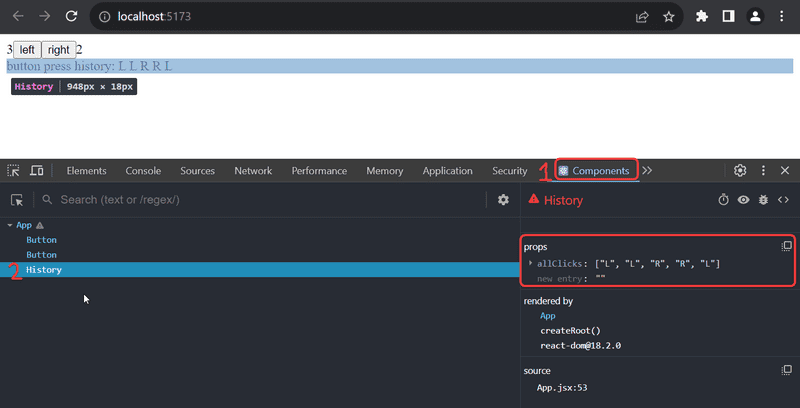 localhost:5173
3 left right 2
button press history: L L R R L
History | 948px × 18px
Elements Console Sources Network Performance Memory Application Security 1 Components »
Search (text or /regex/)
History
App
Button
Button
2 History
props
allClicks: ["L", "L", "R", "R", "L"]
new entry: ""
rendered by
App
createRoot()
react-dom@18.2.0
source
App.jsx:53